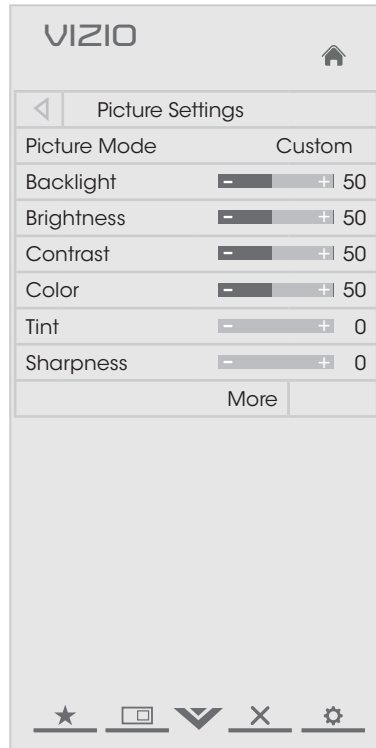 VIZIO
Picture Settings
Picture Mode Custom
Backlight - + 50
Brightness - + 50
Contrast - + 50
Color - + 50
Tint - + 0
Sharpness - + 0
More